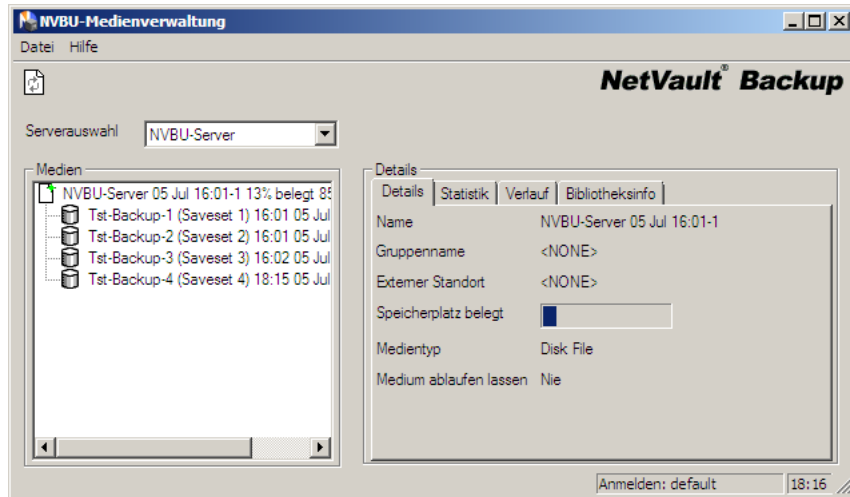 NVBU-Medienverwaltung
Datei Hilfe
NetVault® Backup
Serverauswahl NVBU-Server
Medien
NVBU-Server 05 Jul 16:01-1 13% belegt 85
Tst-Backup-1 (Saveset 1) 16:01 05 Jul
Tst-Backup-2 (Saveset 2) 16:01 05 Jul
Tst-Backup-3 (Saveset 3) 16:02 05 Jul
Tst-Backup-4 (Saveset 4) 18:15 05 Jul
Details
Details Statistik Verlauf Bibliotheksinfo
Name NVBU-Server 05 Jul 16:01-1
Gruppenname <NONE>
Externer Standort <NONE>
Speicherplatz belegt
Medientyp Disk File
Medium ablaufen lassen Nie
Anmelden: default 18:16